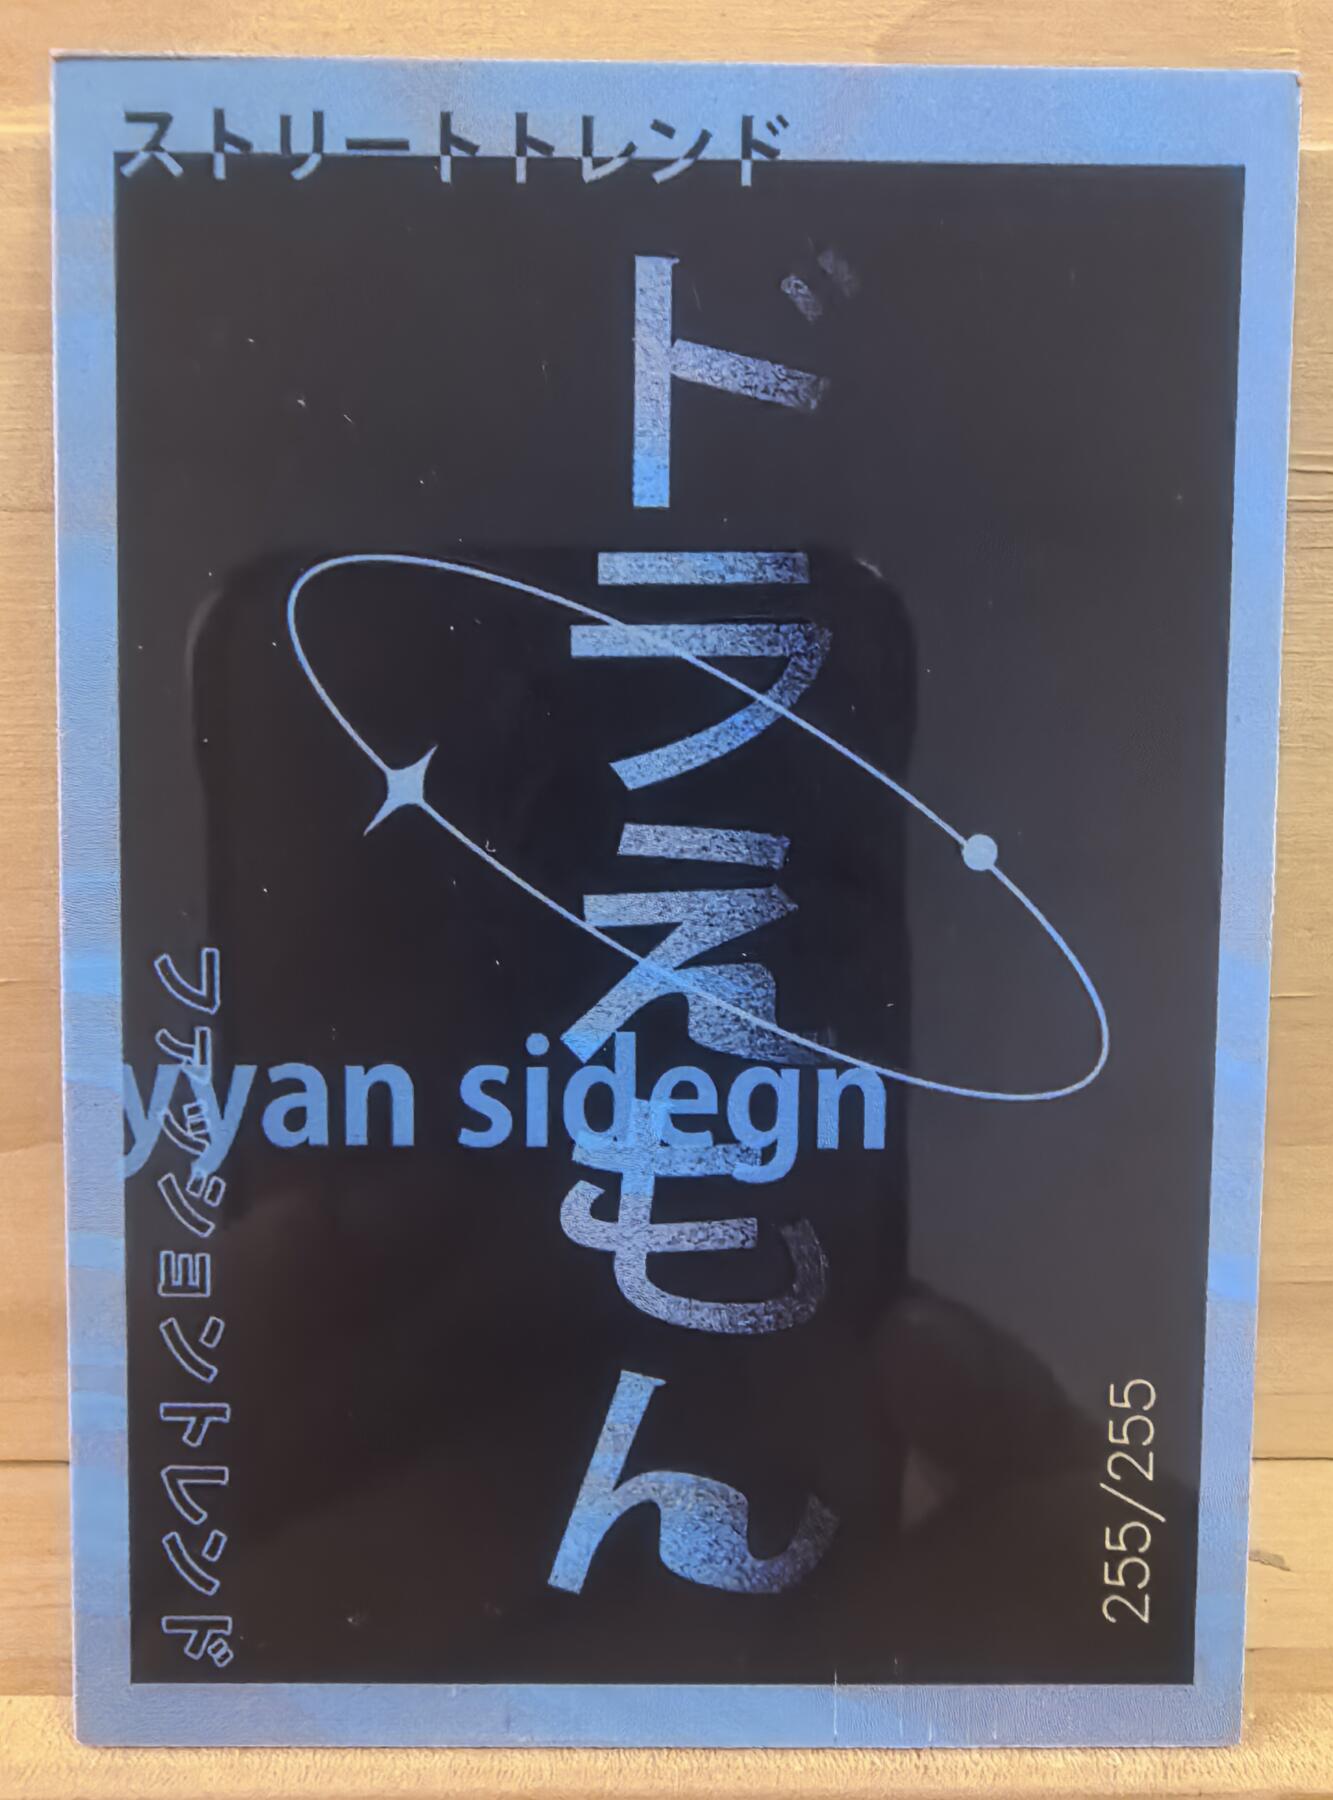 ストリートトレンド
ドラえもん
yyan sidegn
ファッショントレンド
255/255